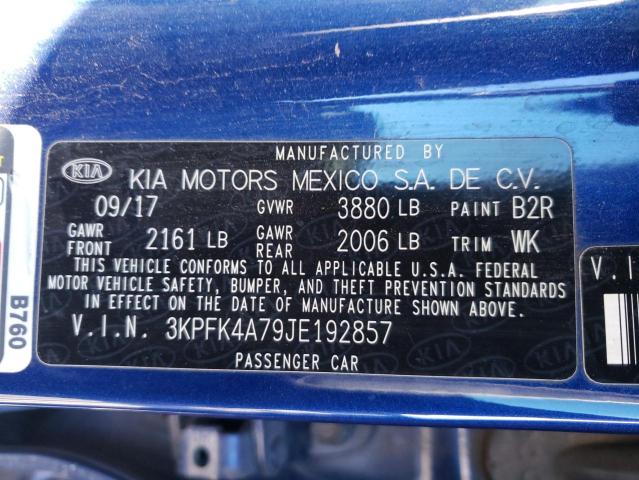 MANUFACTURED BY
KIA KIA MOTORS MEXICO S.A. DE C.V.
09/17 GVWR 3880 LB PAINT B2R
GAWR FRONT 2161 LB GAWR REAR 2006 LB TRIM WK
THIS VEHICLE CONFORMS TO ALL APPLICABLE U.S.A. FEDERAL
MOTOR VEHICLE SAFETY, BUMPER, AND THEFT PREVENTION STANDARDS
IN EFFECT ON THE DATE OF MANUFACTURE SHOWN ABOVE.
V.I.N. 3KPFK4A79JE192857
PASSENGER CAR
B760
V.I